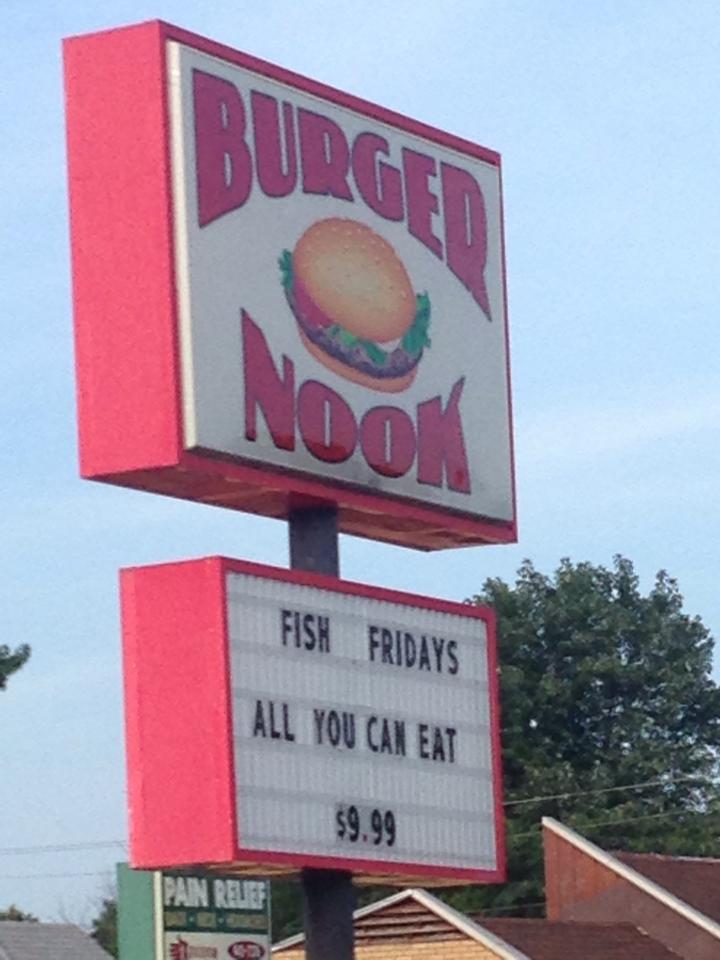 BURGER
NOOK
FISH FRIDAYS
ALL YOU CAN EAT
$9.99
PAIN RELIEF